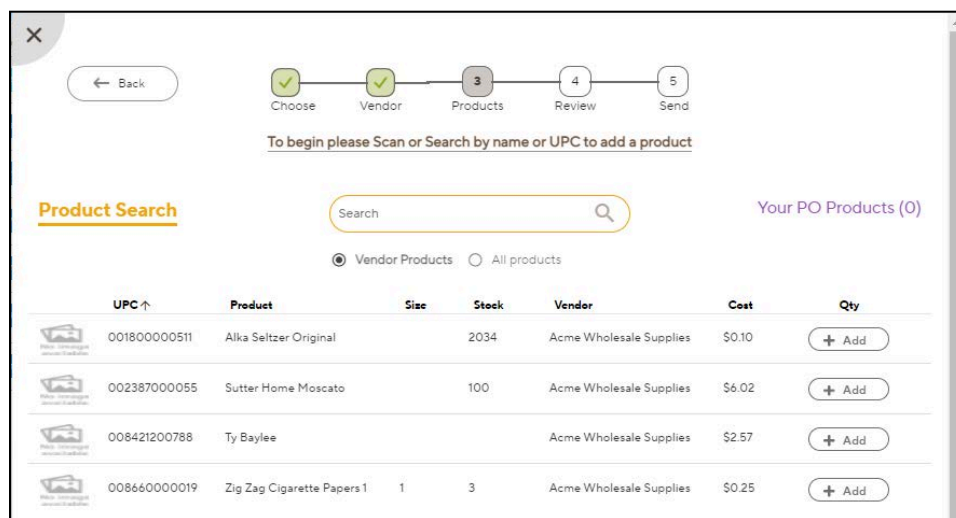 ← Back
3
4
5
Choose
Vendor
Products
Review
Send
To begin please Scan or Search by name or UPC to add a product
Product Search
Search
Your PO Products (0)
Vendor Products
All products
UPC↑ Product Size Stock Vendor Cost Qty
001800000511 Alka Seltzer Original 2034 Acme Wholesale Supplies $0.10 + Add
002387000055 Sutter Home Moscato 100 Acme Wholesale Supplies $6.02 + Add
008421200788 Ty Baylee Acme Wholesale Supplies $2.57 + Add
008660000019 Zig Zag Cigarette Papers 1 1 3 Acme Wholesale Supplies $0.25 + Add